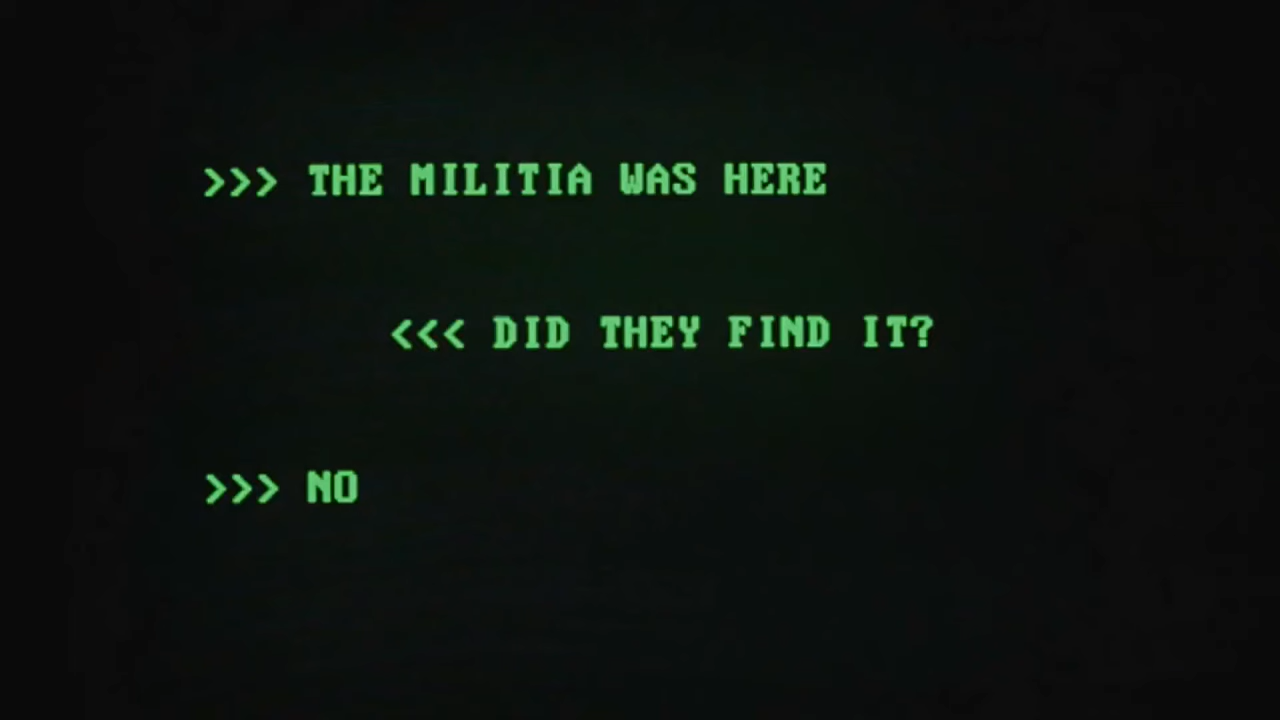 >>> THE MILITIA WAS HERE
<<< DID THEY FIND IT?
>>> NO